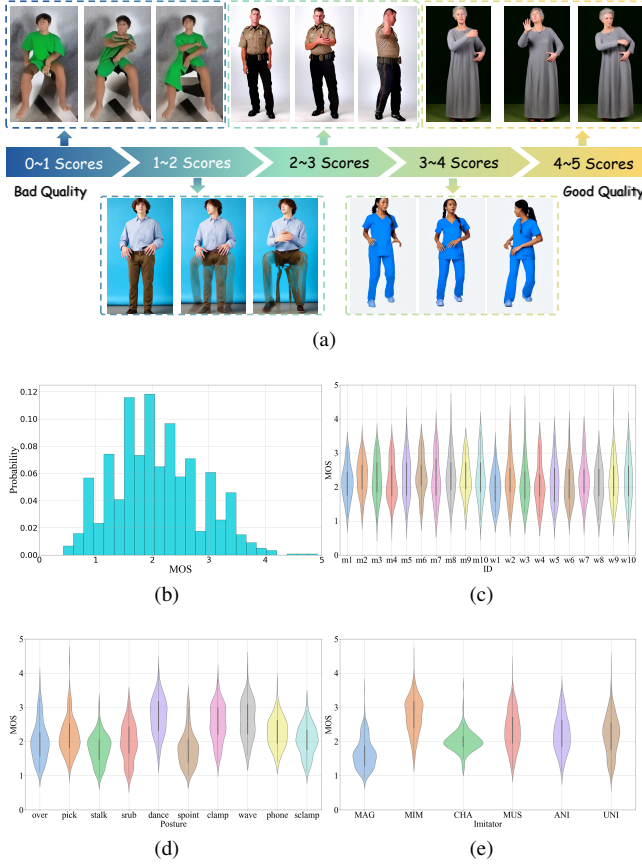 0~1 Scores 1~2 Scores 2~3 Scores 3~4 Scores 4~5 Scores
Bad Quality Good Quality
(a)
0.12
0.10
0.08
0.06
0.04
0.02
0.00
Probability
0 1 2 3 4 5
MOS
(b)
5
4
3
2
1
0
MOS
m1 m2 m3 m4 m5 m6 m7 m8 m9 m10 w1 w2 w3 w4 w5 w6 w7 w8 w9 w10
ID
(c)
5
4
3
2
1
0
MOS
over pick stalk srub dance spoint clamp wave phone sclamp
Posture
(d)
5
4
3
2
1
0
MOS
MAG MIM CHA MUS ANI UNI
Imitator
(e)